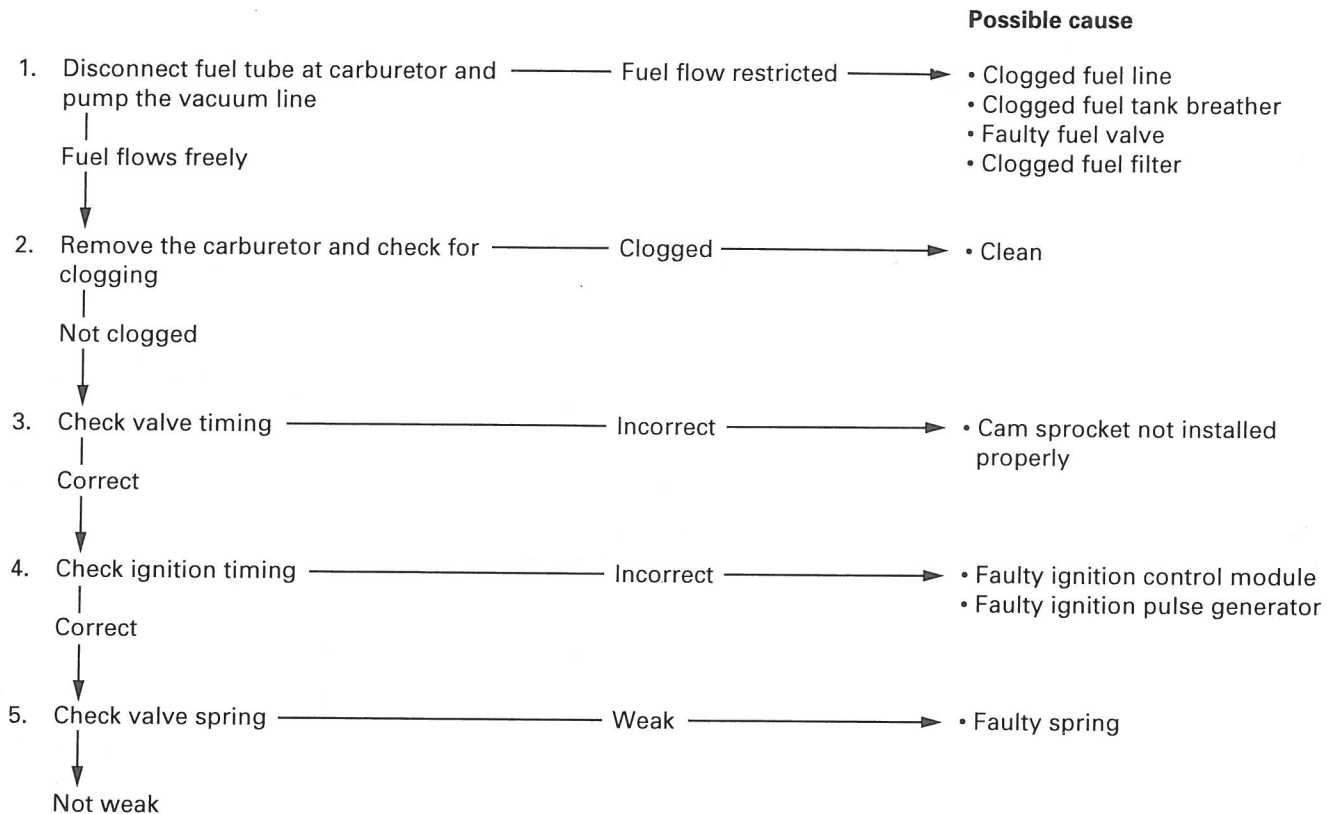 Possible cause
1. Disconnect fuel tube at carburetor and Fuel flow restricted • Clogged fuel line
pump the vacuum line • Clogged fuel tank breather
• Faulty fuel valve
Fuel flows freely • Clogged fuel filter
2. Remove the carburetor and check for Clogged • Clean
clogging
Not clogged
3. Check valve timing Incorrect • Cam sprocket not installed
properly
Correct
4. Check ignition timing Incorrect • Faulty ignition control module
• Faulty ignition pulse generator
Correct
5. Check valve spring Weak • Faulty spring
Not weak